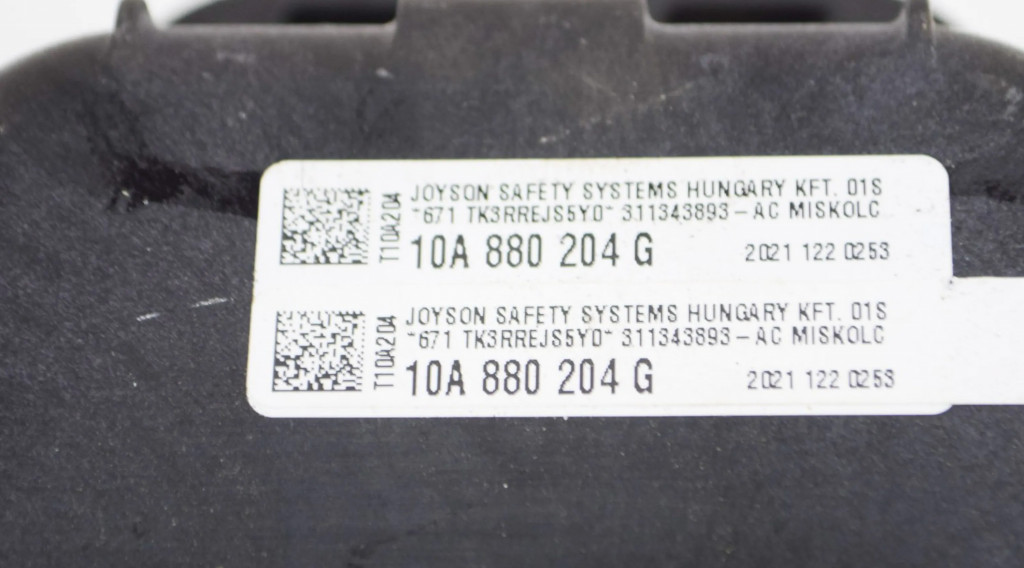 JOYSON SAFETY SYSTEMS HUNGARY KFT. 01S
*671 TK3RREJS5Y0* 311343893-AC MISKOLC
T10A204
10A 880 204 G 2021 122 0253
JOYSON SAFETY SYSTEMS HUNGARY KFT. 01S
*671 TK3RREJS5Y0* 311343893-AC MISKOLC
T10A204
10A 880 204 G 2021 122 0253